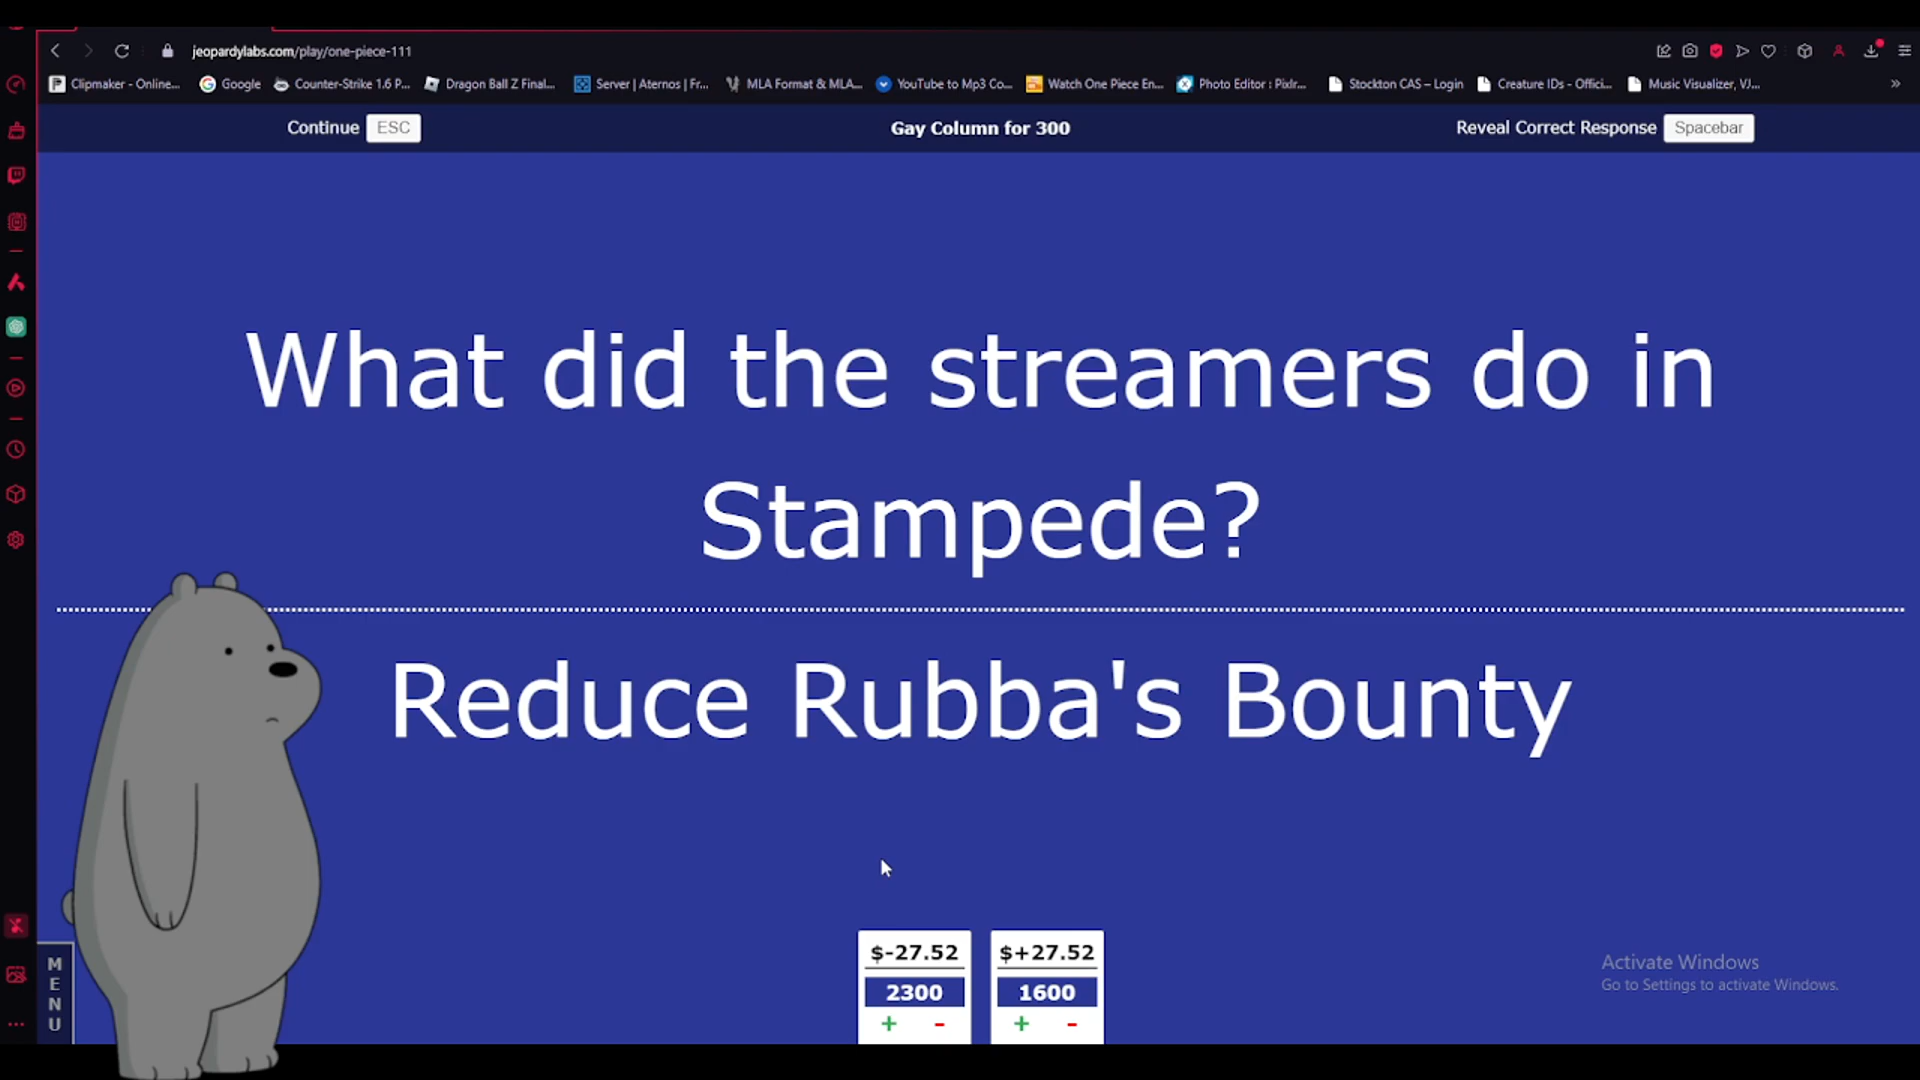 jeopardylabs.com/play/one-piece-111
Clipmaker - Online... Google Counter-Strike 1.6 P... Dragon Ball Z Final... Server | Aternos | Fr... MLA Format & MLA... YouTube to Mp3 Co... Watch One Piece En... Photo Editor : Pixlr... Stockton CAS – Login Creature IDs - Offici... Music Visualizer, VJ...
Continue ESC Gay Column for 300 Reveal Correct Response Spacebar
What did the streamers do in
Stampede?
Reduce Rubba's Bounty
$-27.52 $+27.52
2300 1600
+ - + -
MENU
Activate Windows
Go to Settings to activate Windows.